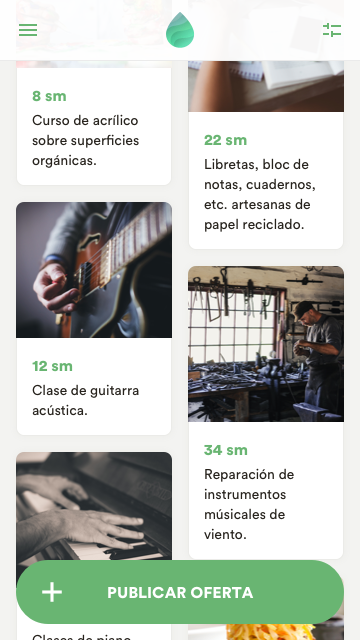 8 sm
Curso de acrílico
sobre superficies
orgánicas.
22 sm
Libretas, bloc de
notas, cuadernos,
etc. artesanas de
papel reciclado.
12 sm
Clase de guitarra
acústica.
34 sm
Reparación de
instrumentos
músicales de
viento.
Clases de piano
PUBLICAR OFERTA